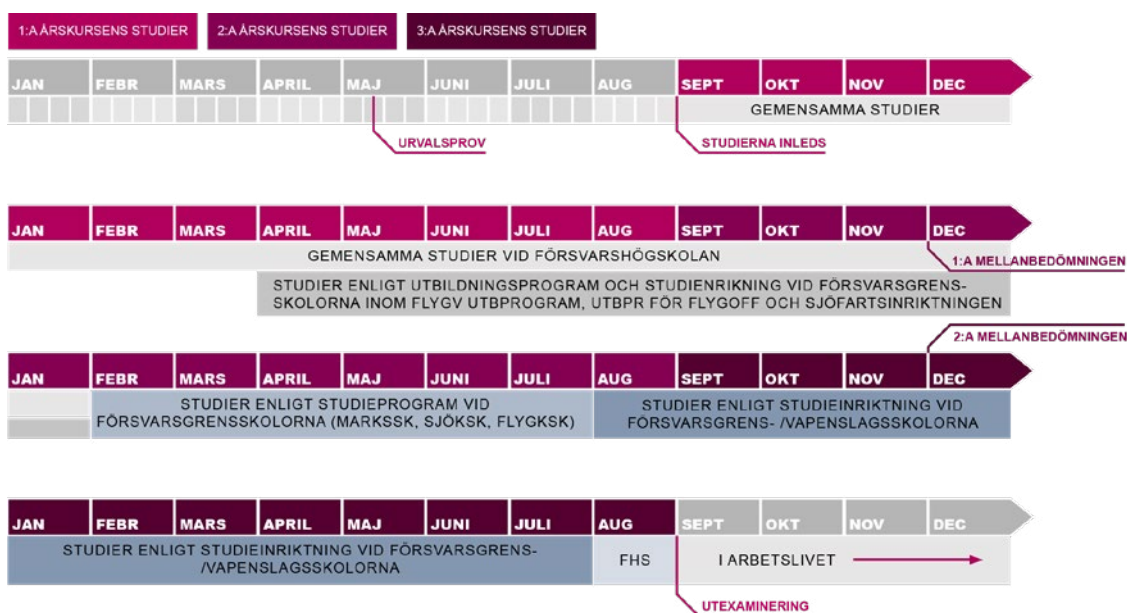 1:A ÅRSKURSENS STUDIER 2:A ÅRSKURSENS STUDIER 3:A ÅRSKURSENS STUDIER
JAN FEBR MARS APRIL MAJ JUNI JULI AUG SEPT OKT NOV DEC
GEMENSAMMA STUDIER
URVALSPROV STUDIERNA INLEDS
JAN FEBR MARS APRIL MAJ JUNI JULI AUG SEPT OKT NOV DEC
GEMENSAMMA STUDIER VID FÖRSVARSHÖGSKOLAN
1:A MELLANBEDÖMNINGEN
STUDIER ENLIGT UTBILDNINGSPROGRAM OCH STUDIENRIKNING VID FÖRSVARSGRENS-
SKOLORNA INOM FLYGV UTBPROGRAM, UTBPR FÖR FLYGOFF OCH SJÖFARTSINRIKTNINGEN
2:A MELLANBEDÖMNINGEN
JAN FEBR MARS APRIL MAJ JUNI JULI AUG SEPT OKT NOV DEC
STUDIER ENLIGT STUDIEPROGRAM VID
FÖRSVARSGRENSSKOLORNA (MARKSSK, SJÖKSK, FLYGKSK)
STUDIER ENLIGT STUDIEINRIKTNING VID
FÖRSVARSGRENS- /VAPENSLAGSSKOLORNA
JAN FEBR MARS APRIL MAJ JUNI JULI AUG SEPT OKT NOV DEC
STUDIER ENLIGT STUDIEINRIKTNING VID FÖRSVARSGRENS-
/VAPENSLAGSSKOLORNA
FHS
I ARBETSLIVET
UTEXAMINERING